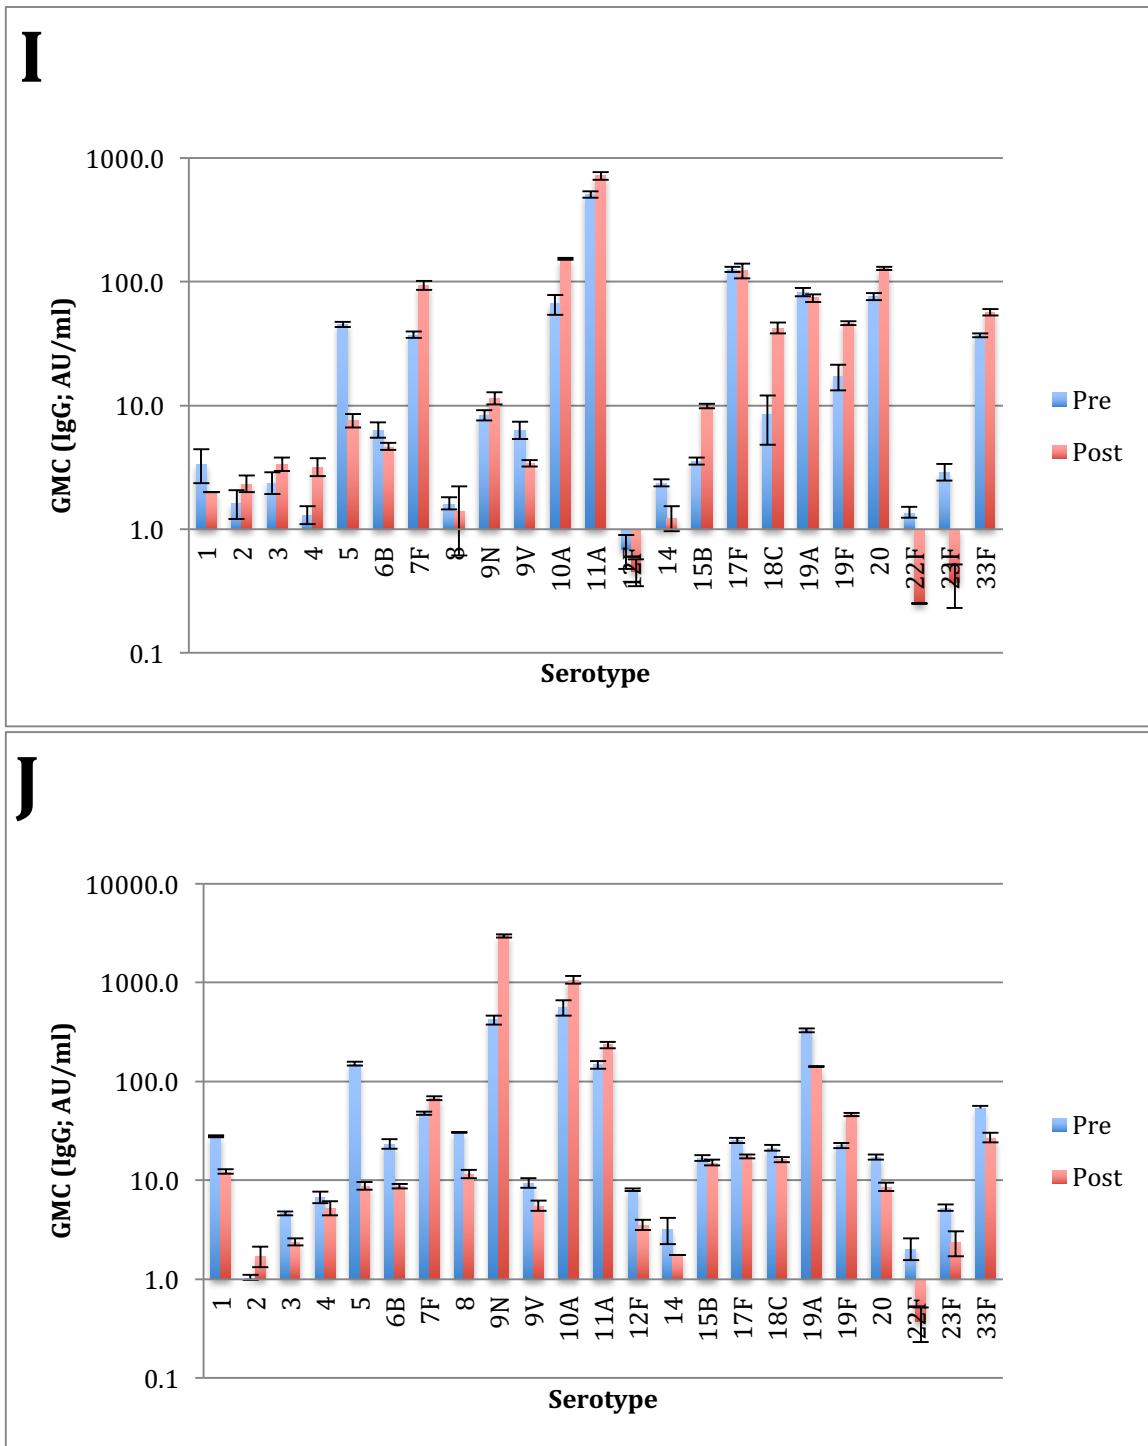 I
1000.0
100.0
10.0
1.0
0.1
GMC (IgG; AU/ml)
1 2 3 4 5 6B 7F 8 9N 9V 10A 11A 12F 14 15B 17F 18C 19A 19F 20 22F 23F 33F
Serotype
Pre
Post
J
10000.0
1000.0
100.0
10.0
1.0
0.1
GMC (IgG; AU/ml)
1 2 3 4 5 6B 7F 8 9N 9V 10A 11A 12F 14 15B 17F 18C 19A 19F 20 22F 23F 33F
Serotype
Pre
Post